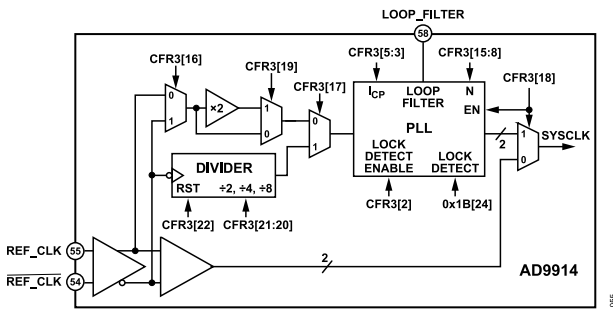 LOOP_FILTER
58
CFR3[16]
CFR3[19]
CFR3[17]
CFR3[5:3]
CFR3[15:8]
CFR3[18]
0
1
×2
1
0
0
1
ICP
LOOP
FILTER
N
EN
PLL
2
1
0
SYSCLK
LOCK
DETECT
ENABLE
LOCK
DETECT
DIVIDER
RST
÷2, ÷4, ÷8
CFR3[22]
CFR3[21:20]
CFR3[2]
0x1B[24]
REF_CLK
55
REF_CLK
54
2
AD9914